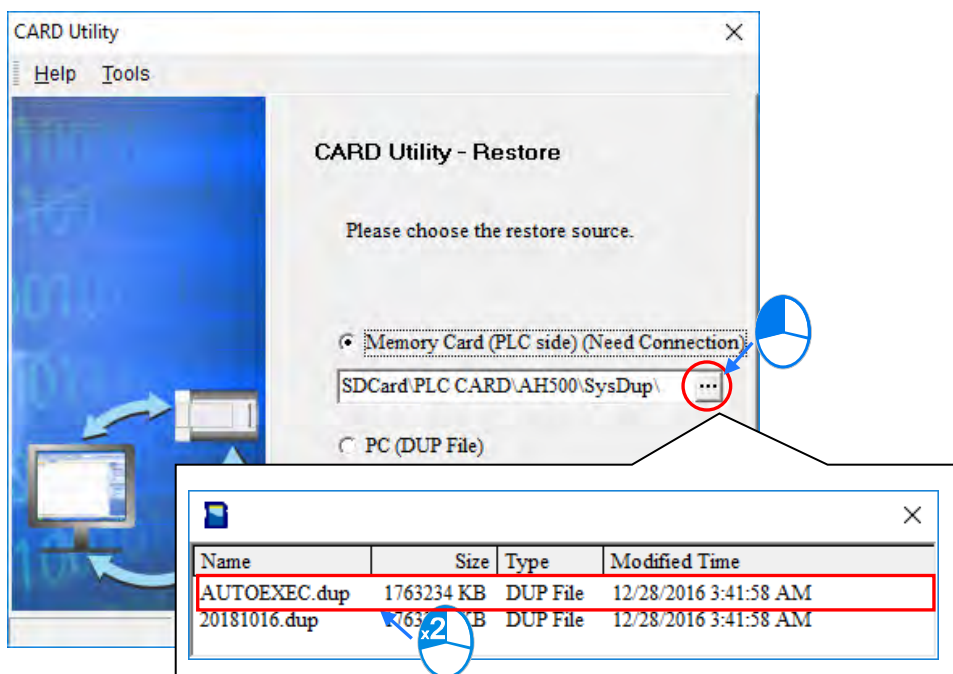 CARD Utility
Help Tools
CARD Utility - Restore
Please choose the restore source.
Memory Card (PLC side) (Need Connection)
SDCard\PLC CARD\AH500\SysDup\ ...
PC (DUP File)
Name Size Type Modified Time
AUTOEXEC.dup 1763234 KB DUP File 12/28/2016 3:41:58 AM
20181016.dup KB DUP File 12/28/2016 3:41:58 AM
x2